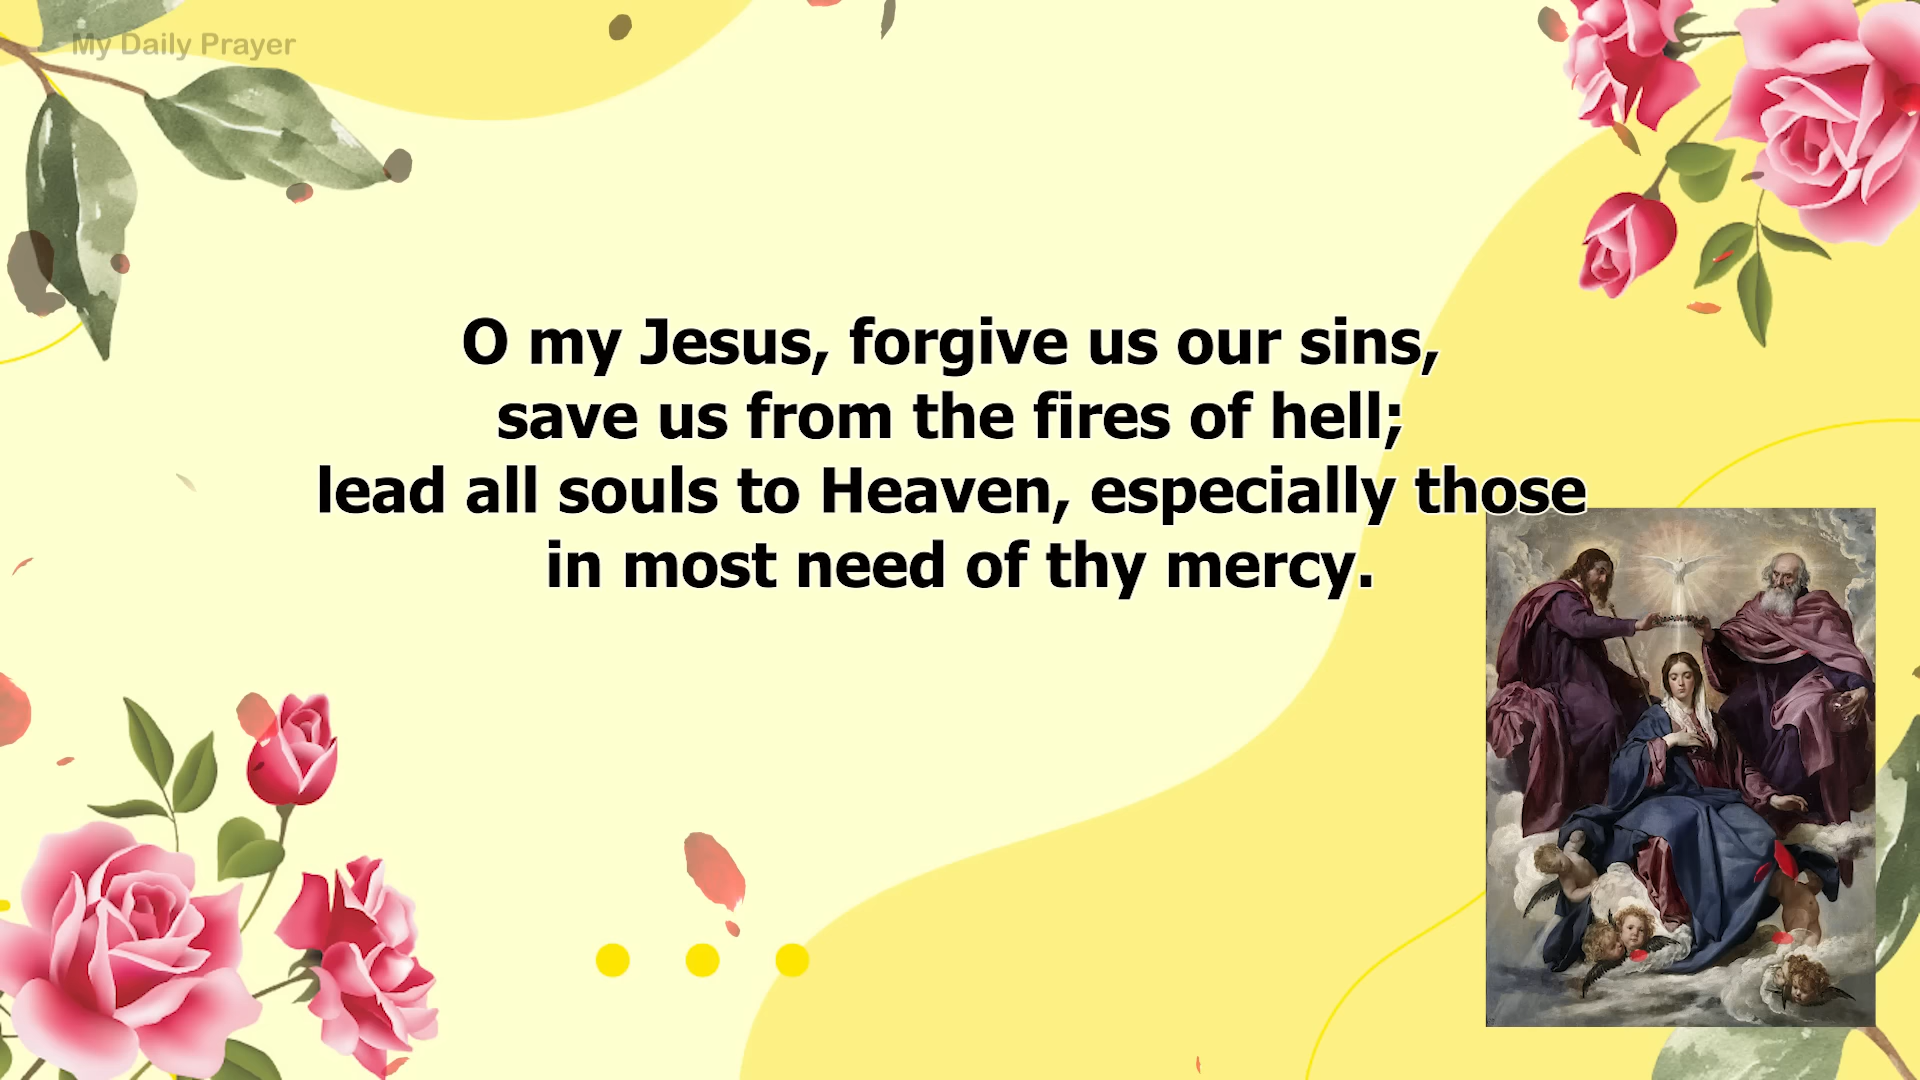 My Daily Prayer
O my Jesus, forgive us our sins,
save us from the fires of hell;
lead all souls to Heaven, especially those
in most need of thy mercy.